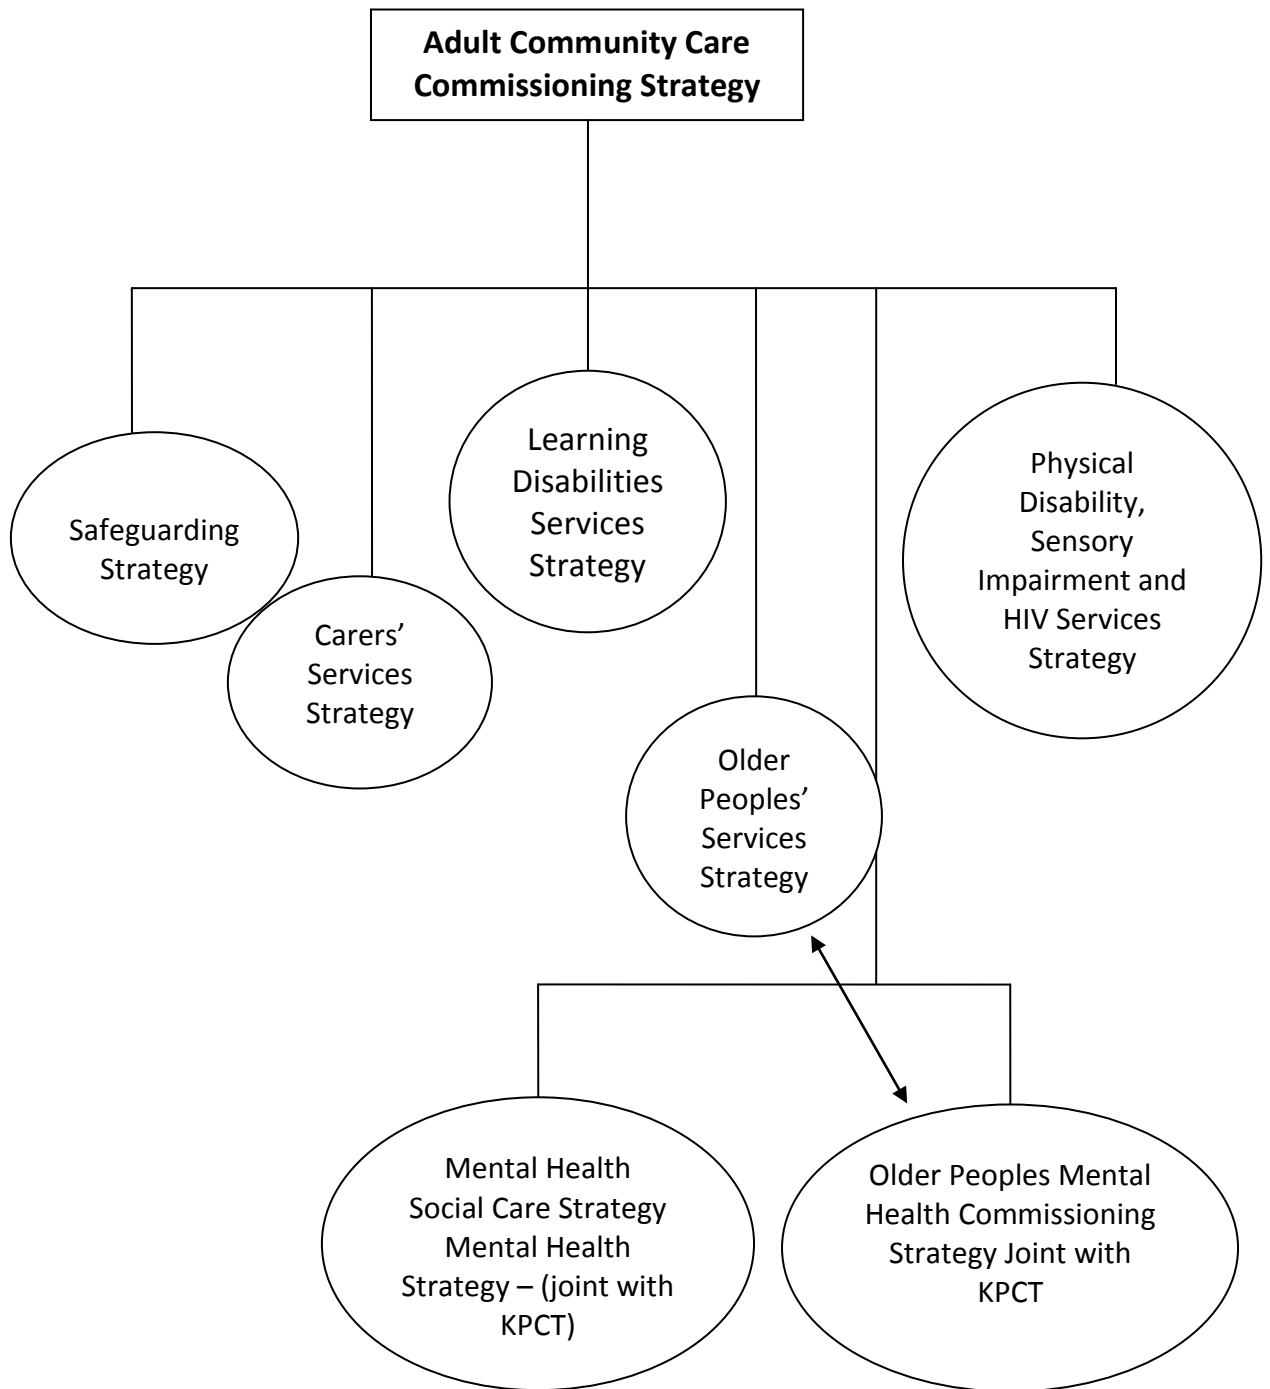 Adult Community Care
Commissioning Strategy
Learning
Disabilities
Services
Strategy
Physical
Disability,
Sensory
Impairment and
HIV Services
Strategy
Safeguarding
Strategy
Carers’
Services
Strategy
Older
Peoples’
Services
Strategy
Mental Health
Social Care Strategy
Mental Health
Strategy – (joint with
KPCT)
Older Peoples Mental
Health Commissioning
Strategy Joint with
KPCT